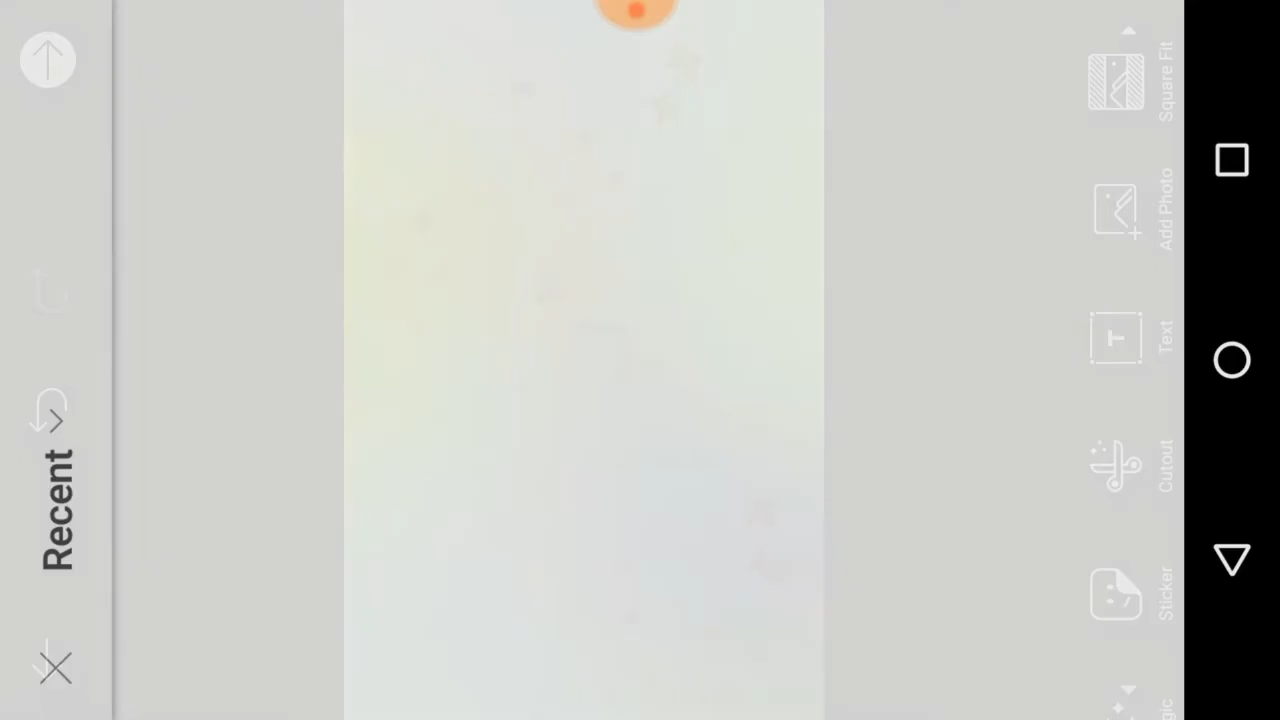 Recent
Square Fit
Add Photo
Text
Cutout
Sticker